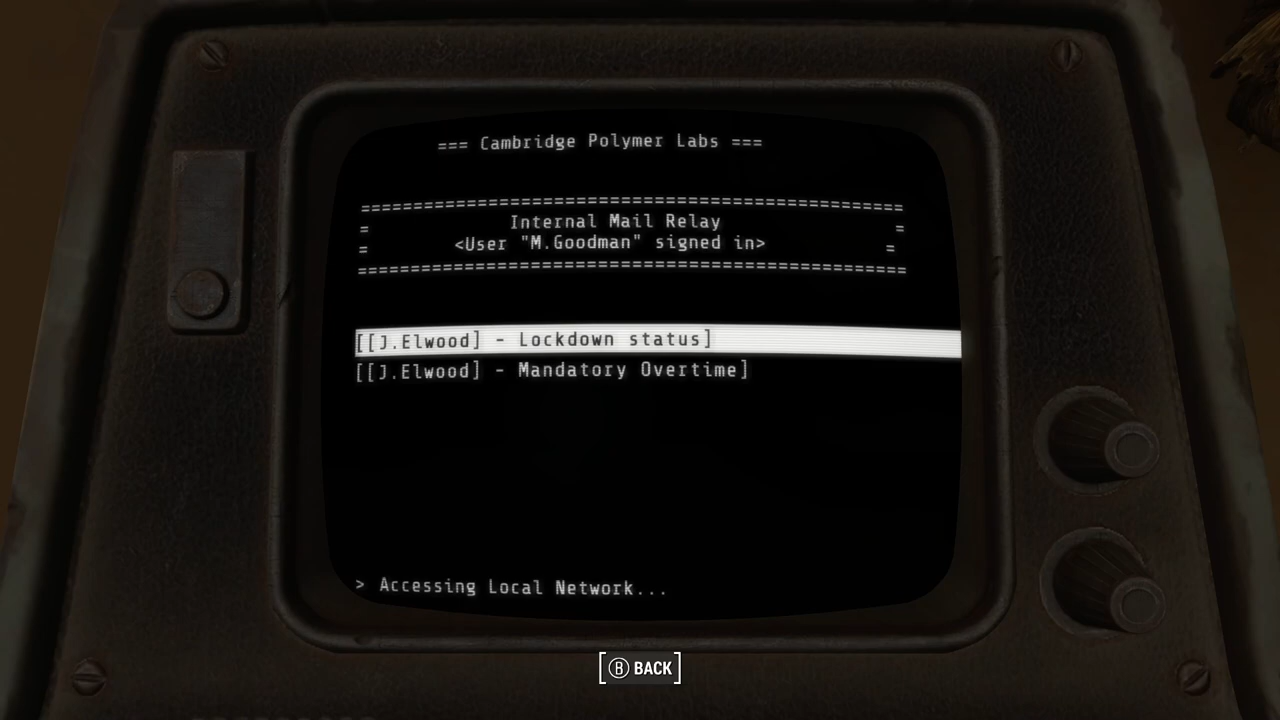 === Cambridge Polymer Labs ===
====================================================
= Internal Mail Relay =
= <User "M.Goodman" signed in> =
====================================================
[[J.Elwood] - Lockdown status]
[[J.Elwood] - Mandatory Overtime]
> Accessing Local Network...
[Ⓑ BACK]